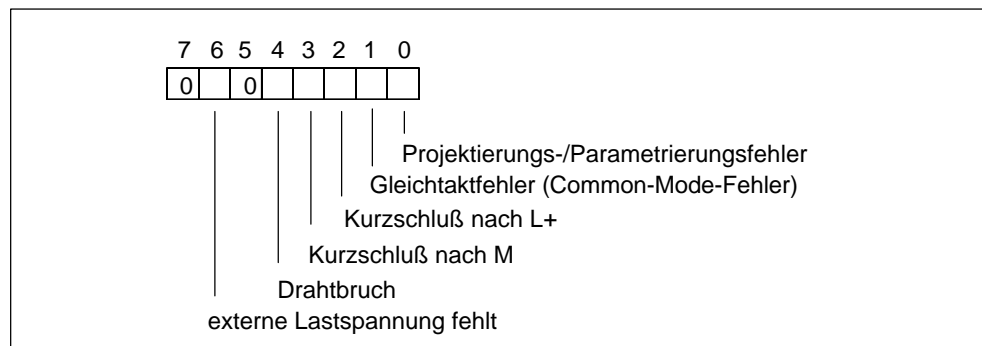 7 6 5 4 3 2 1 0
0 0
Projektierungs-/Parametrierungsfehler
Gleichtaktfehler (Common-Mode-Fehler)
Kurzschluß nach L+
Kurzschluß nach M
Drahtbruch
externe Lastspannung fehlt